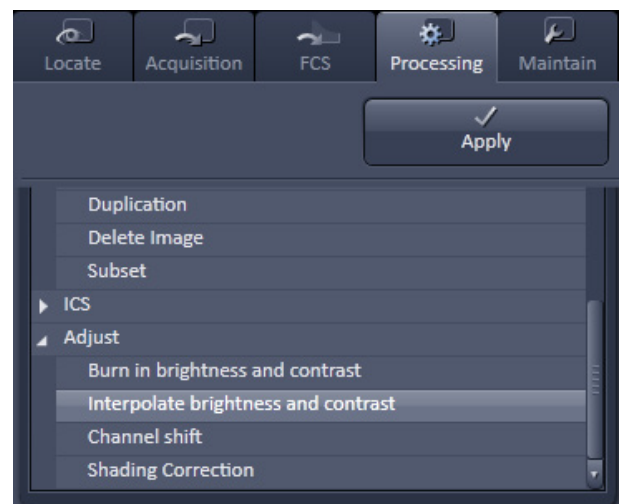 Locate Acquisition FCS Processing Maintain
Apply
Duplication
Delete Image
Subset
ICS
Adjust
Burn in brightness and contrast
Interpolate brightness and contrast
Channel shift
Shading Correction